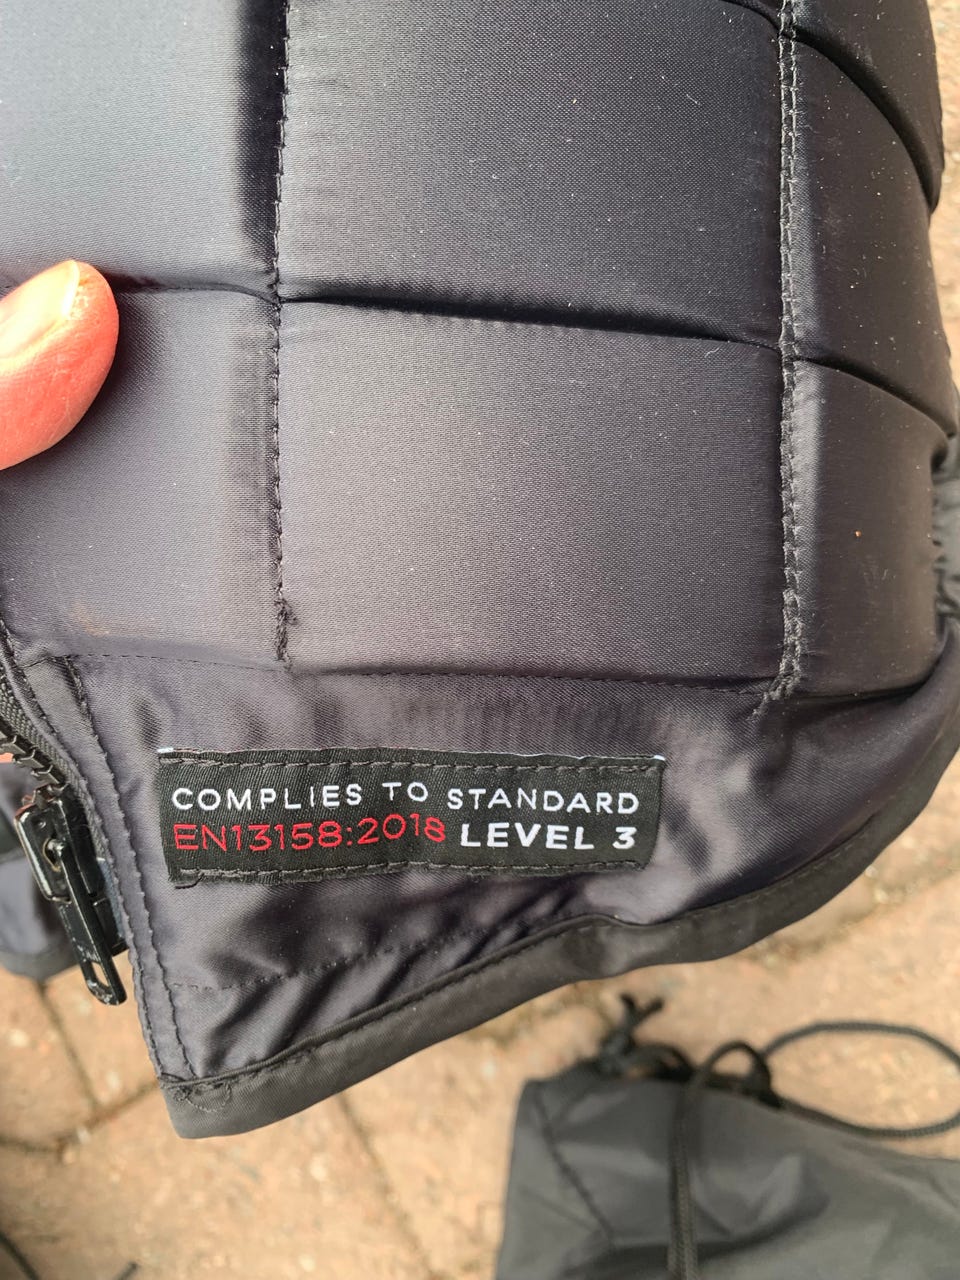 COMPLIES TO STANDARD
EN13158:2018 LEVEL 3